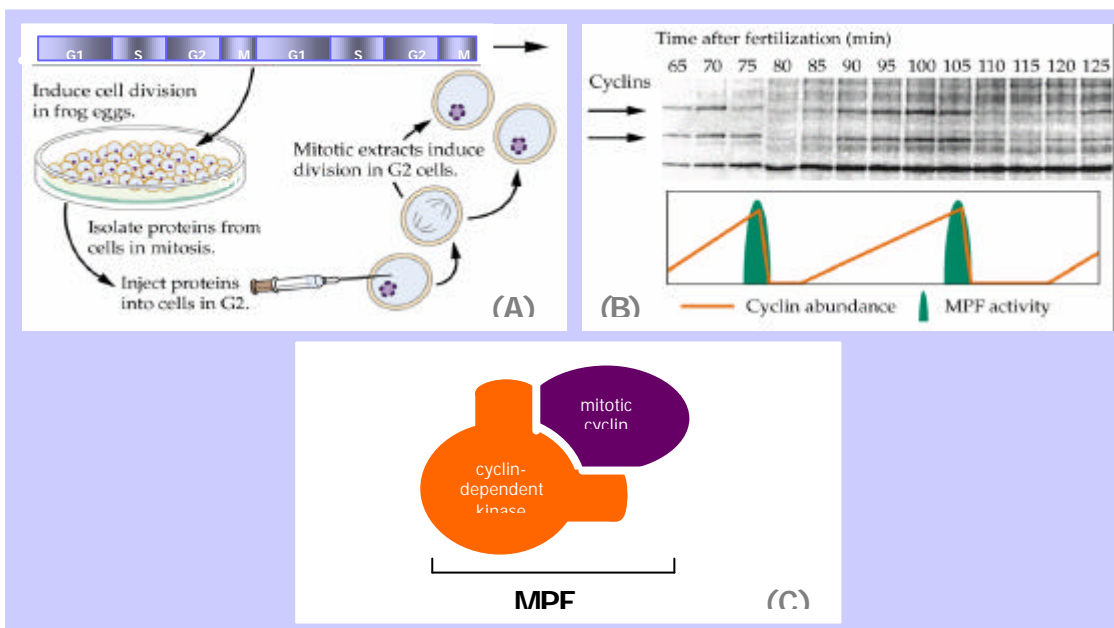 G1 S G2 M G1 S G2 M
Induce cell division
in frog eggs.
Mitotic extracts induce
division in G2 cells.
Isolate proteins from
cells in mitosis.
Inject proteins
into cells in G2.
(A)
Time after fertilization (min)
65 70 75 80 85 90 95 100 105 110 115 120 125
Cyclins
(B)
Cyclin abundance
MPF activity
mitotic
cyclin
cyclin-
dependent
kinase
MPF
(C)